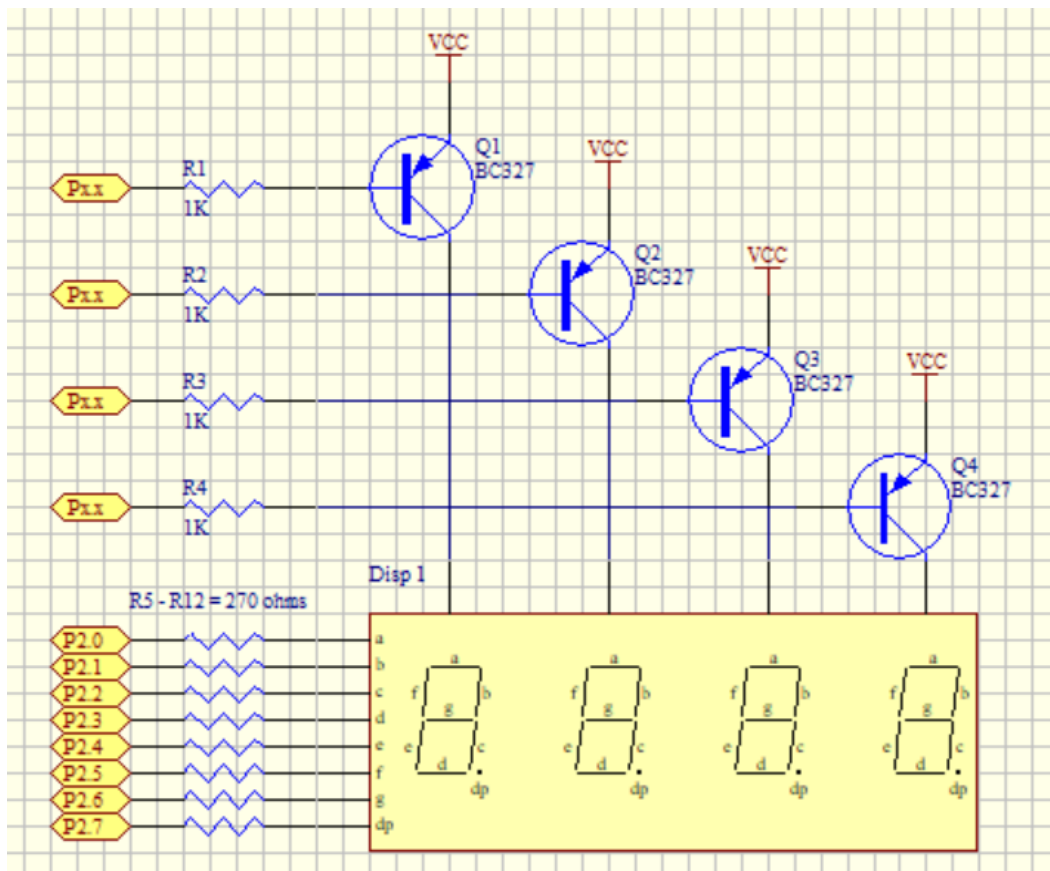 VCC
Q1
BC327
R1
Pxx
1K
VCC
Q2
BC327
R2
Pxx
1K
VCC
Q3
BC327
R3
Pxx
1K
VCC
Q4
BC327
R4
Pxx
1K
Disp 1
R5 - R12 = 270 ohms
P2.0 a
P2.1 b
P2.2 c
P2.3 d
P2.4 e
P2.5 f
P2.6 g
P2.7 dp
a a a a
f b f b f b f b
g g g g
e c e c e c e c
d d d d
dp dp dp dp